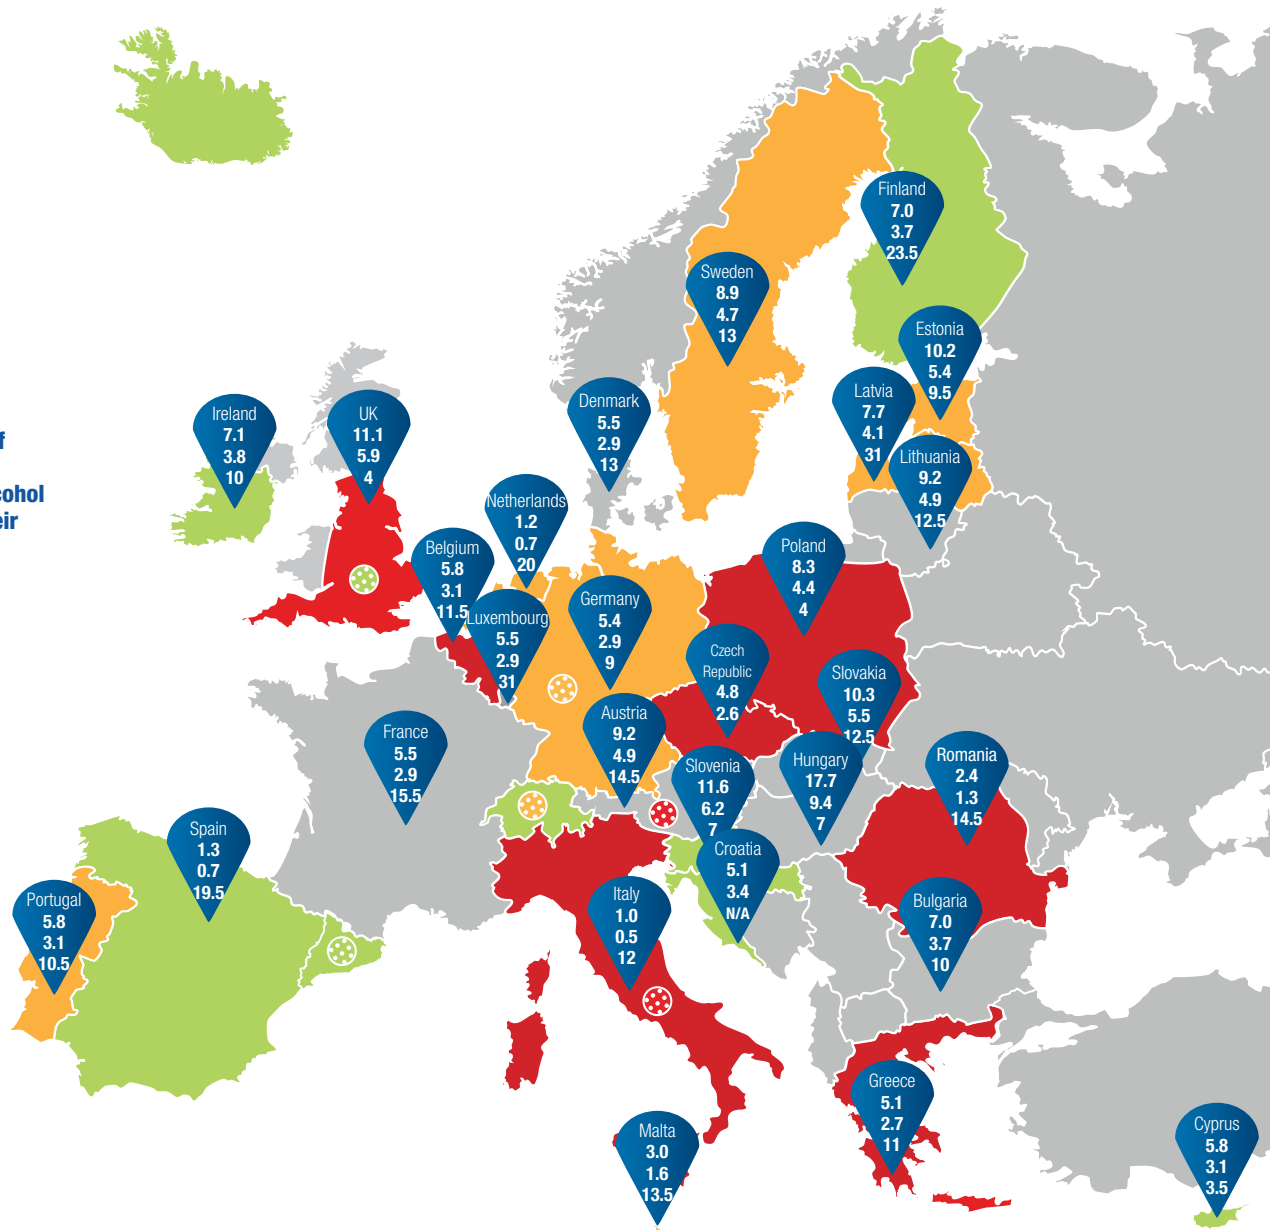 Finland
7.0
3.7
23.5
Sweden
8.9
4.7
13
Estonia
10.2
5.4
9.5
Latvia
7.7
4.1
31
Denmark
5.5
2.9
13
Ireland
7.1
3.8
10
UK
11.1
5.9
4
f
cohol
eir
Lithuania
9.2
4.9
12.5
Netherlands
1.2
0.7
20
Belgium
5.8
3.1
11.5
Poland
8.3
4.4
4
Germany
5.4
2.9
9
Luxembourg
5.5
2.9
31
Czech
Republic
4.8
2.6
Slovakia
10.3
5.5
12.5
Austria
9.2
4.9
14.5
France
5.5
2.9
15.5
Slovenia
11.6
6.2
7
Hungary
17.7
9.4
7
Romania
2.4
1.3
14.5
Spain
1.3
0.7
19.5
Croatia
5.1
3.4
N/A
Portugal
5.8
3.1
10.5
Italy
1.0
0.5
12
Bulgaria
7.0
3.7
10
Greece
5.1
2.7
11
Malta
3.0
1.6
13.5
Cyprus
5.8
3.1
3.5